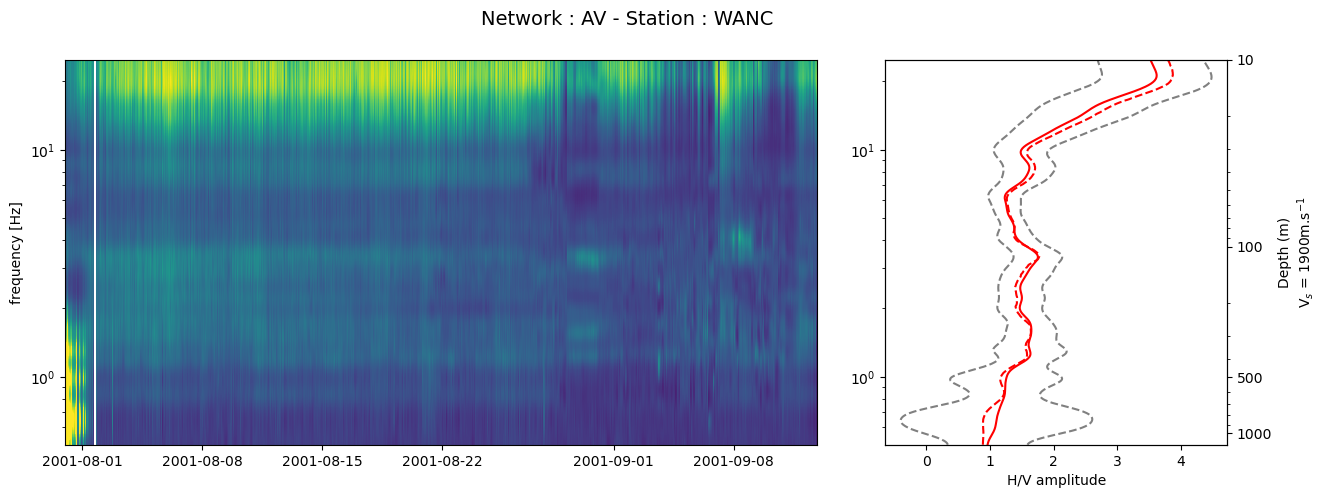 Network : AV - Station : WANC
frequency [Hz]
10¹
10⁰
2001-08-01 2001-08-08 2001-08-15 2001-08-22 2001-09-01 2001-09-08
10¹
10⁰
0 1 2 3 4
H/V amplitude
10
100
500
1000
Depth (m)
Vₛ = 1900m.s⁻¹